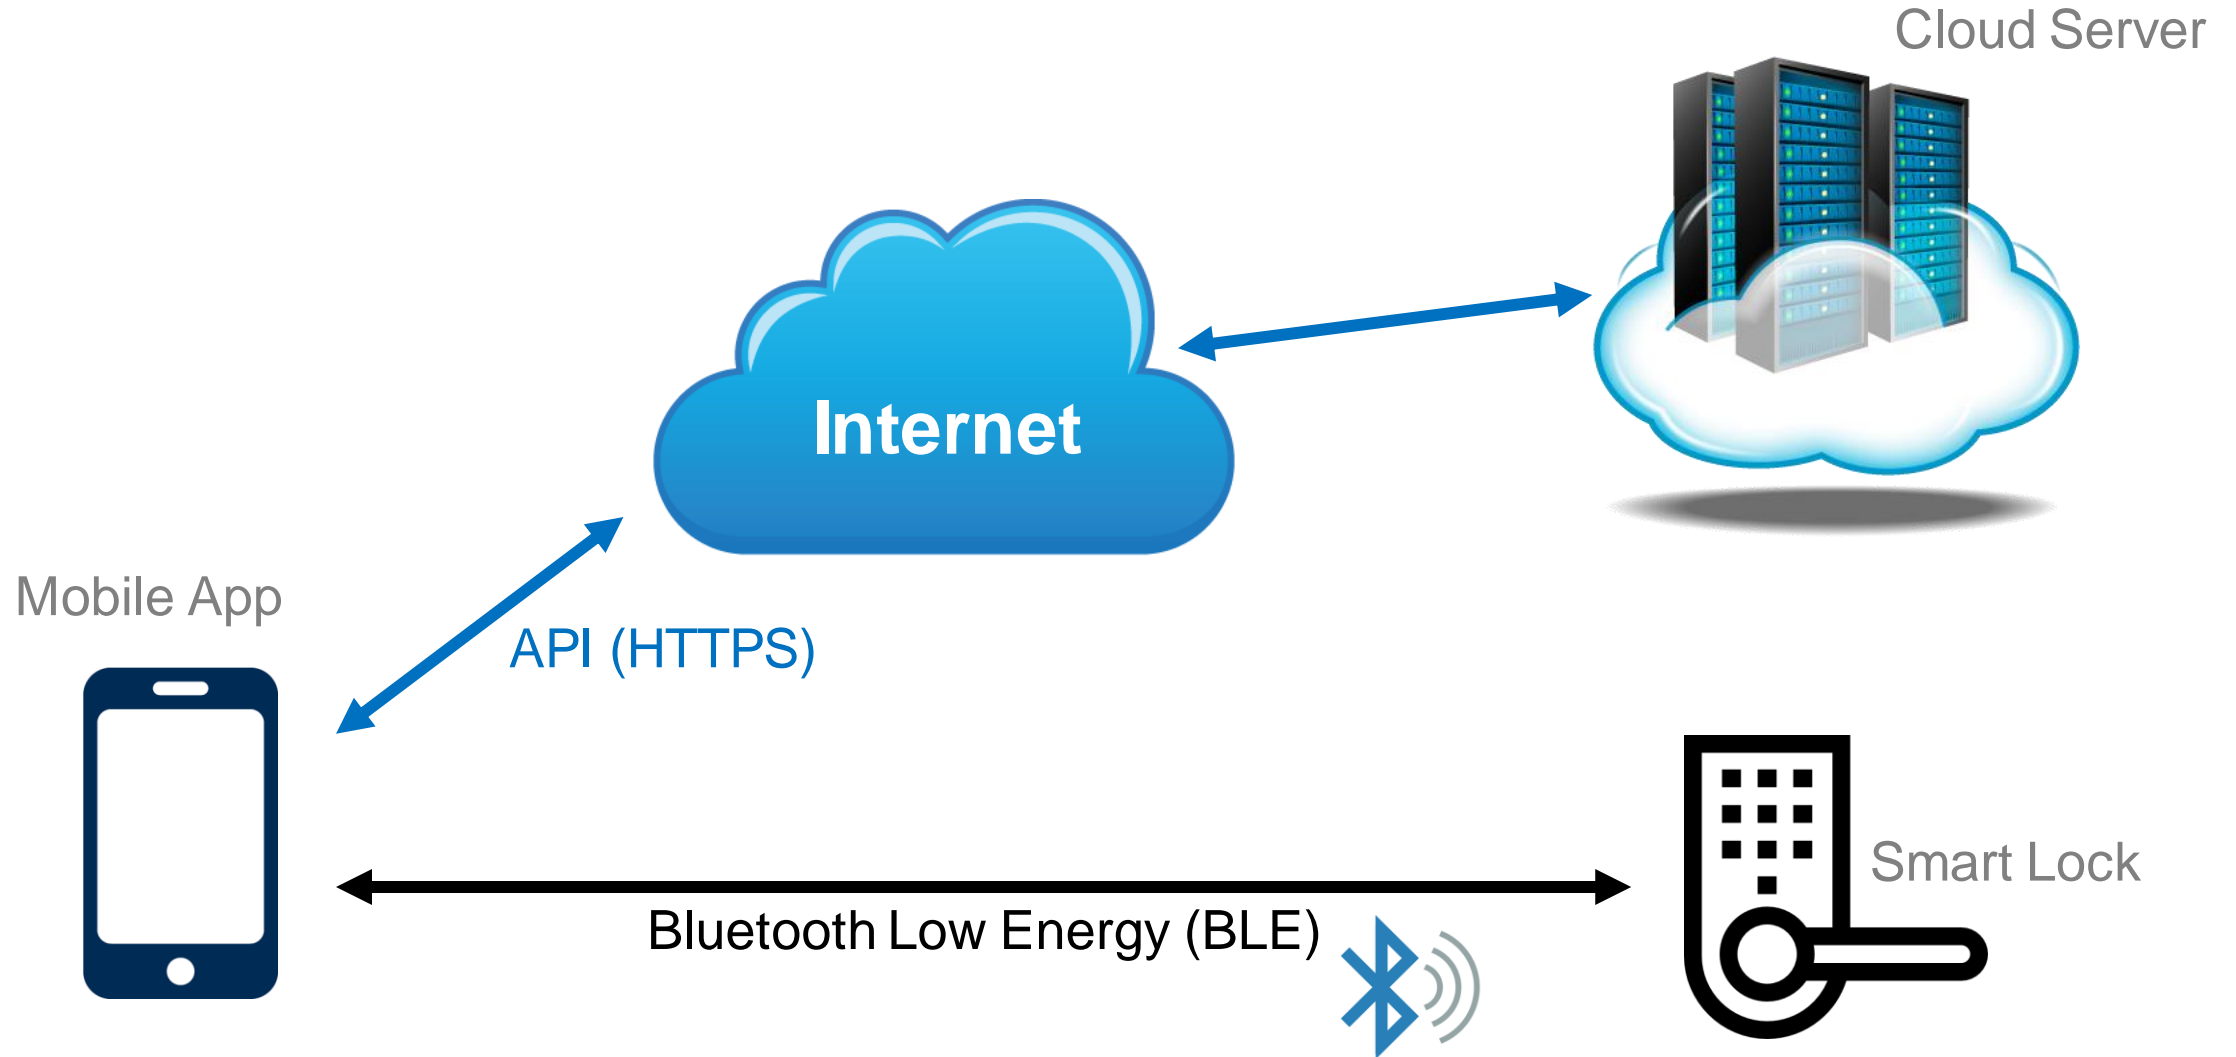 Cloud Server
Internet
Mobile App
API (HTTPS)
Smart Lock
Bluetooth Low Energy (BLE)